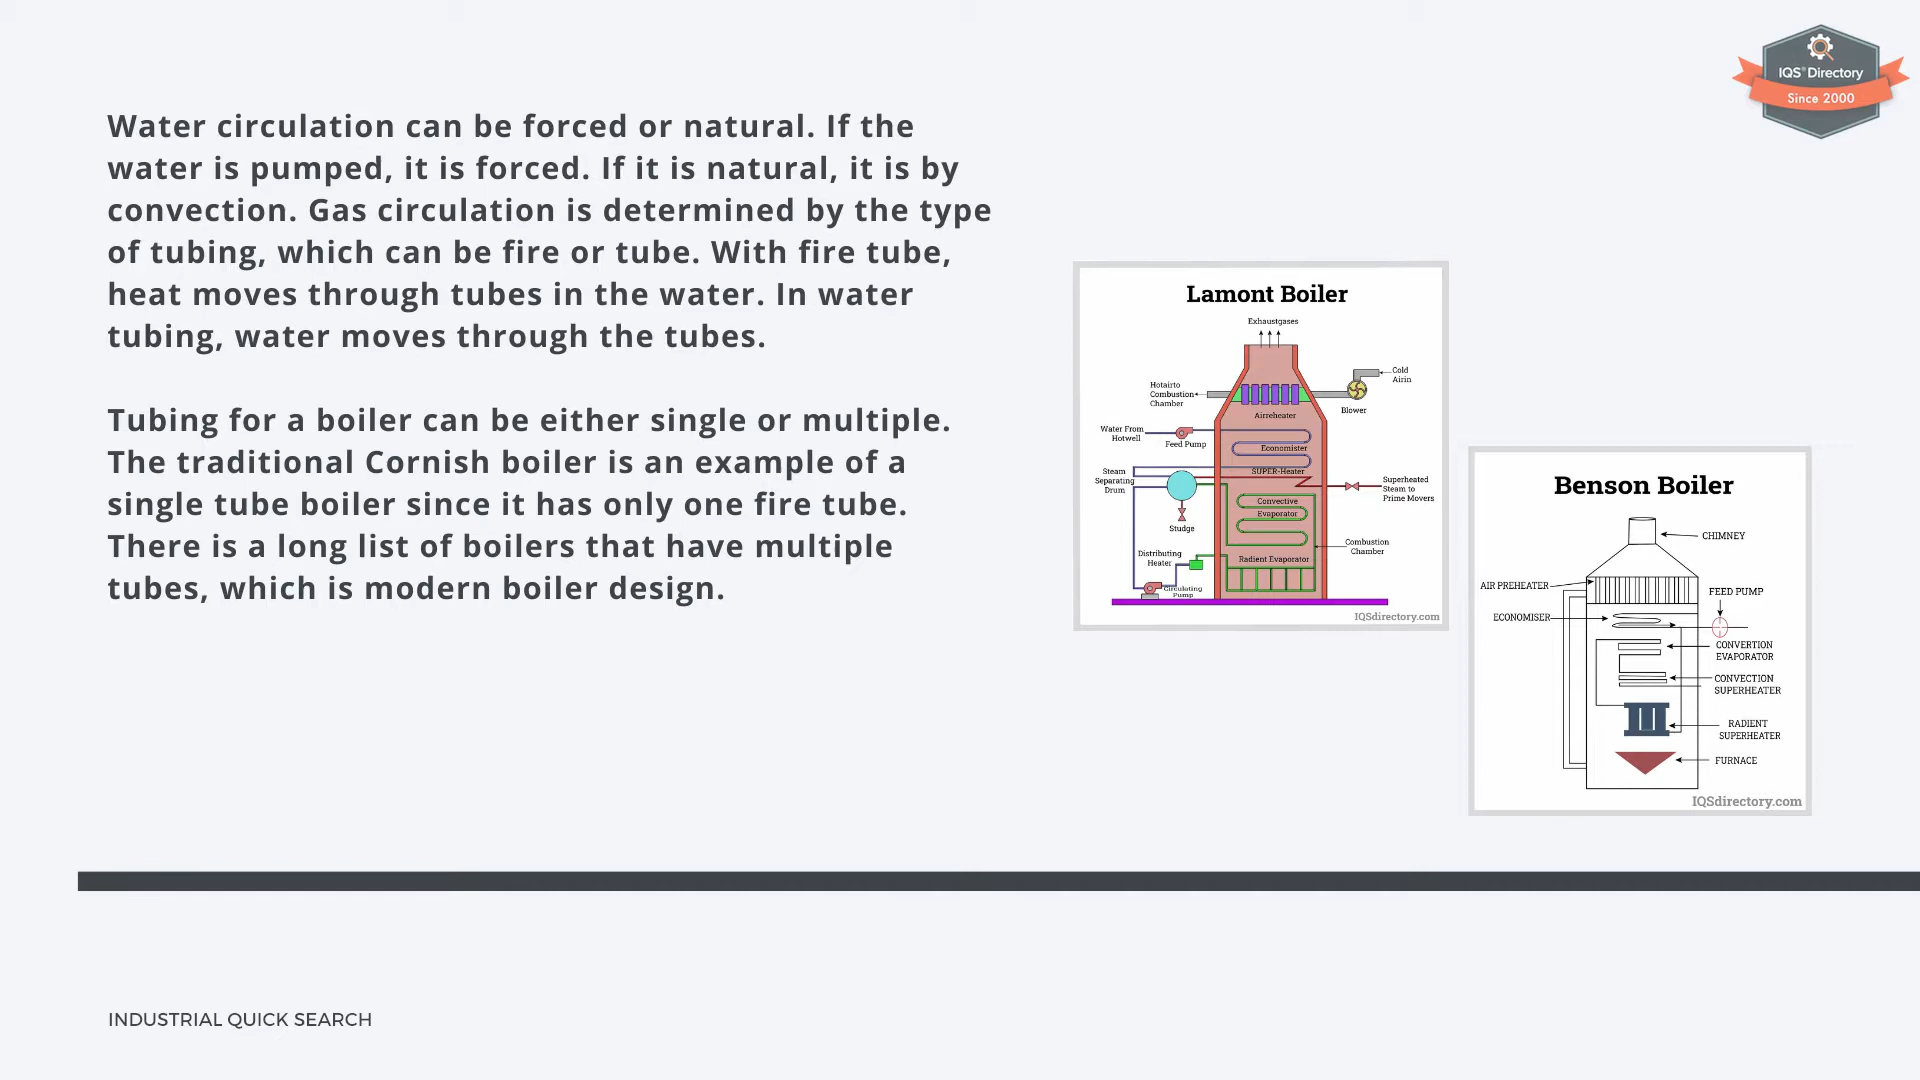 IQS® Directory
Since 2000
Water circulation can be forced or natural. If the
water is pumped, it is forced. If it is natural, it is by
convection. Gas circulation is determined by the type
of tubing, which can be fire or tube. With fire tube,
heat moves through tubes in the water. In water
tubing, water moves through the tubes.
Tubing for a boiler can be either single or multiple.
The traditional Cornish boiler is an example of a
single tube boiler since it has only one fire tube.
There is a long list of boilers that have multiple
tubes, which is modern boiler design.
Lamont Boiler
Exhaustgases
Cold
Airin
Hotairto
Combustion
Chamber
Blower
Airreheater
Water From
Hotwell
Feed Pump
Economister
SUPER-Heater
Steam
Separating
Drum
Superheated
Steam to
Prime Movers
Convective
Evaporator
Studge
Combustion
Chamber
Distributing
Heater
Radient Evaporator
Circulating
Pump
IQSdirectory.com
Benson Boiler
CHIMNEY
AIR PREHEATER
FEED PUMP
ECONOMISER
CONVERTION
EVAPORATOR
CONVECTION
SUPERHEATER
RADIENT
SUPERHEATER
FURNACE
IQSdirectory.com
INDUSTRIAL QUICK SEARCH